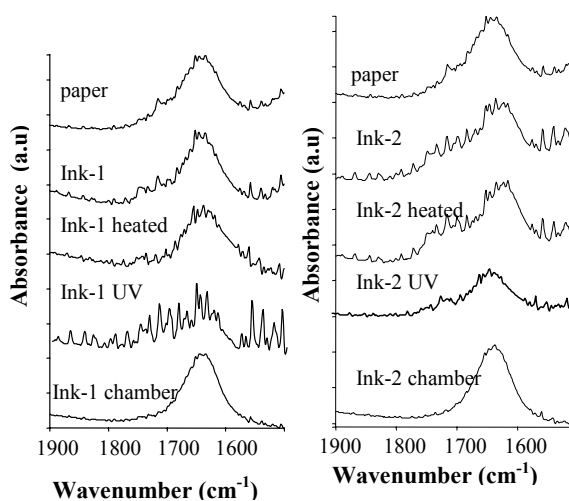 Absorbance (a.u)
paper
Ink-1
Ink-1 heated
Ink-1 UV
Ink-1 chamber
1900 1700 1600
Wavenumber (cm-1)
Absorbance (a.u)
paper
Ink-2
Ink-2 heated
Ink-2 UV
Ink-2 chamber
1900 1800 1700 1600
Wavenumber (cm-1)